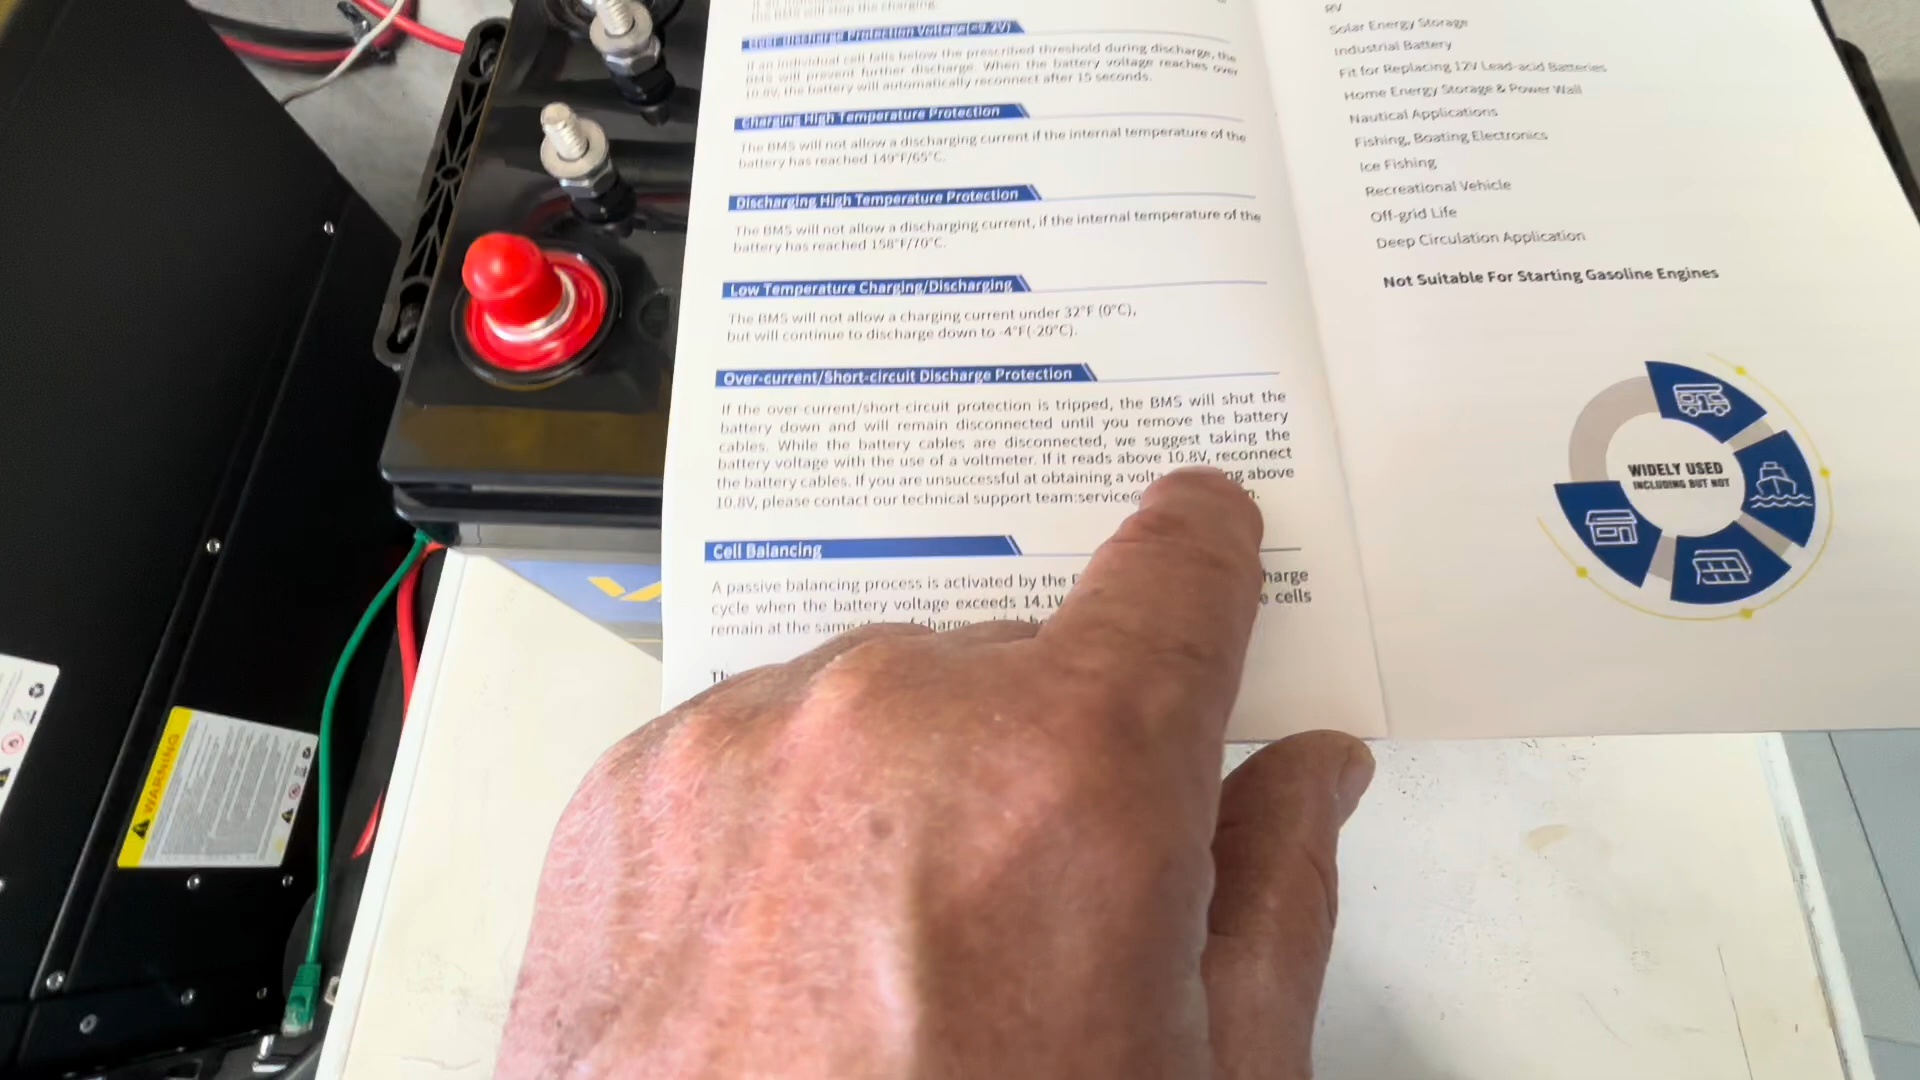 the BMS will stop the charging.
Over Discharge Protection Voltage(≈9.2V)
If an individual cell falls below the prescribed threshold during discharge, the
BMS will prevent further discharge. When the battery voltage reaches over
10.8V, the battery will automatically reconnect after 15 seconds.
Charging High Temperature Protection
The BMS will not allow a discharging current if the internal temperature of the
battery has reached 149°F/65°C.
Discharging High Temperature Protection
The BMS will not allow a discharging current, if the internal temperature of the
battery has reached 158°F/70°C.
Low Temperature Charging/Discharging
The BMS will not allow a charging current under 32°F (0°C),
but will continue to discharge down to -4°F(-20°C).
Over-current/Short-circuit Discharge Protection
If the over-current/short-circuit protection is tripped, the BMS will shut the
battery down and will remain disconnected until you remove the battery
cables. While the battery cables are disconnected, we suggest taking the
battery voltage with the use of a voltmeter. If it reads above 10.8V, reconnect
the battery cables. If you are unsuccessful at obtaining a above
10.8V, please contact our technical support team:service@
Cell Balancing
A passive balancing process is activated by the
cycle when the battery voltage exceeds 14.1V cells
remain at the same of charge, which
RV
Solar Energy Storage
Industrial Battery
Fit for Replacing 12V Lead-acid Batteries
Home Energy Storage & Power Wall
Nautical Applications
Fishing, Boating Electronics
Ice Fishing
Recreational Vehicle
Off-grid Life
Deep Circulation Application
Not Suitable For Starting Gasoline Engines
WIDELY USED
INCLUDING BUT NOT
WARNING